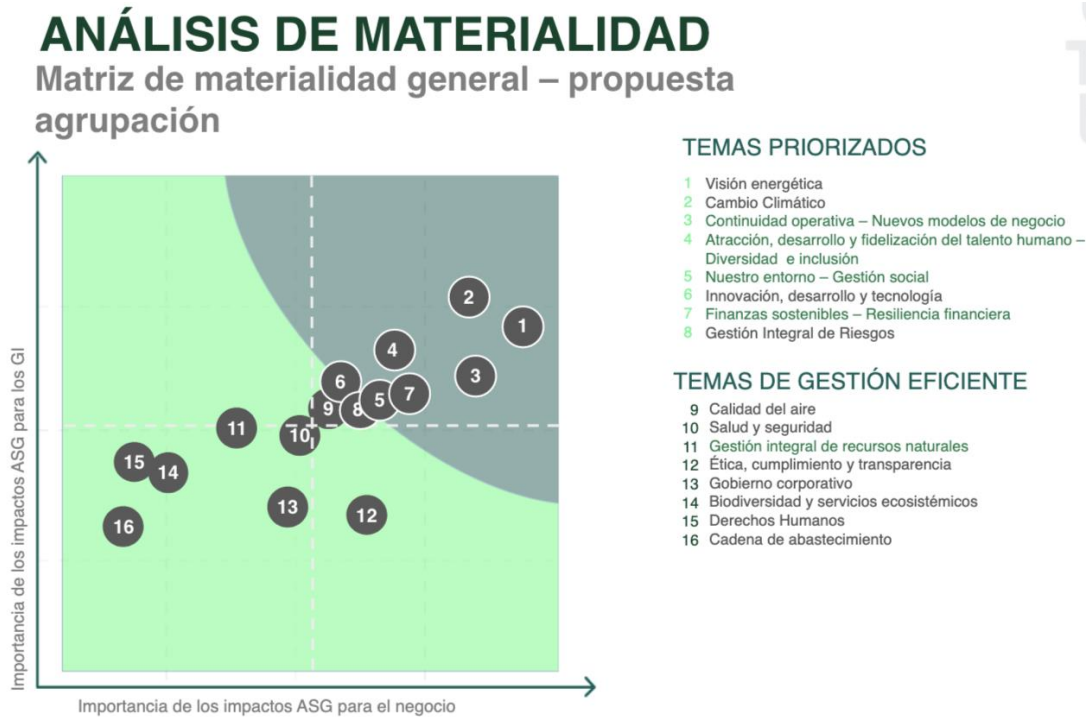 ANÁLISIS DE MATERIALIDAD
Matriz de materialidad general – propuesta
agrupación
Importancia de los impactos ASG para los GI
2
1
4
3
6
7
5
9
8
11
10
15
14
13
12
16
Importancia de los impactos ASG para el negocio
TEMAS PRIORIZADOS
1 Visión energética
2 Cambio Climático
3 Continuidad operativa – Nuevos modelos de negocio
4 Atracción, desarrollo y fidelización del talento humano –
Diversidad e inclusión
5 Nuestro entorno – Gestión social
6 Innovación, desarrollo y tecnología
7 Finanzas sostenibles – Resiliencia financiera
8 Gestión Integral de Riesgos
TEMAS DE GESTIÓN EFICIENTE
9 Calidad del aire
10 Salud y seguridad
11 Gestión integral de recursos naturales
12 Ética, cumplimiento y transparencia
13 Gobierno corporativo
14 Biodiversidad y servicios ecosistémicos
15 Derechos Humanos
16 Cadena de abastecimiento